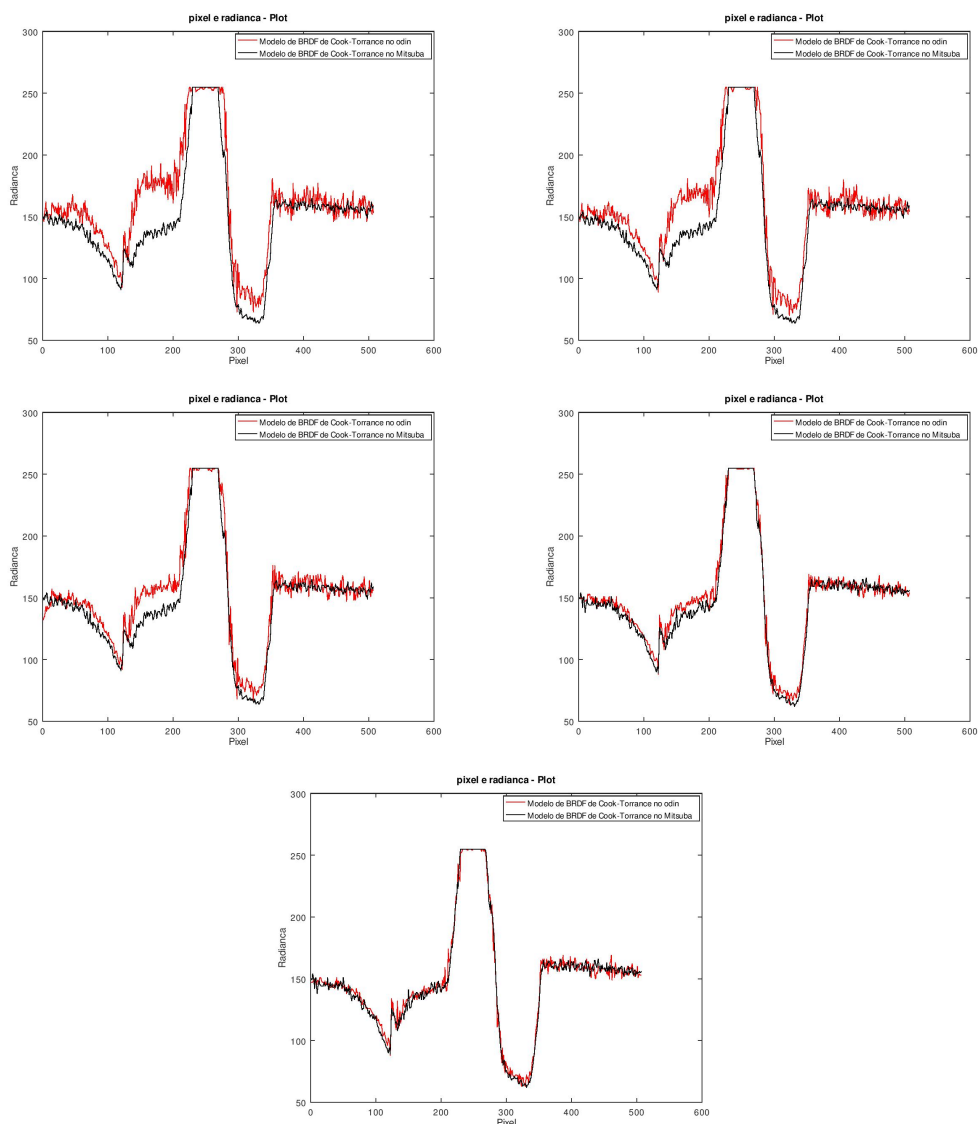 pixel e radianca - Plot
300
250
200
150
100
50
Radianca
0 100 200 300 400 500 600
Pixel
Modelo de BRDF de Cook-Torrance no odin
Modelo de BRDF de Cook-Torrance no Mitsuba
pixel e radianca - Plot
300
250
200
150
100
50
Radianca
0 100 200 300 400 500 600
Pixel
Modelo de BRDF de Cook-Torrance no odin
Modelo de BRDF de Cook-Torrance no Mitsuba
pixel e radianca - Plot
300
250
200
150
100
50
Radianca
0 100 200 300 400 500 600
Pixel
Modelo de BRDF de Cook-Torrance no odin
Modelo de BRDF de Cook-Torrance no Mitsuba
pixel e radianca - Plot
300
250
200
150
100
50
Radianca
0 100 200 300 400 500 600
Pixel
Modelo de BRDF de Cook-Torrance no odin
Modelo de BRDF de Cook-Torrance no Mitsuba
pixel e radianca - Plot
300
250
200
150
100
50
Radianca
0 100 200 300 400 500 600
Pixel
Modelo de BRDF de Cook-Torrance no odin
Modelo de BRDF de Cook-Torrance no Mitsuba